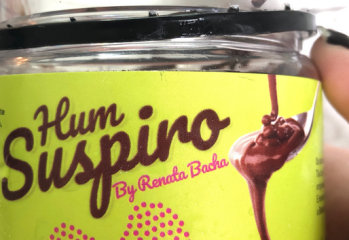 Hum
Suspiro
By Renata Bacha